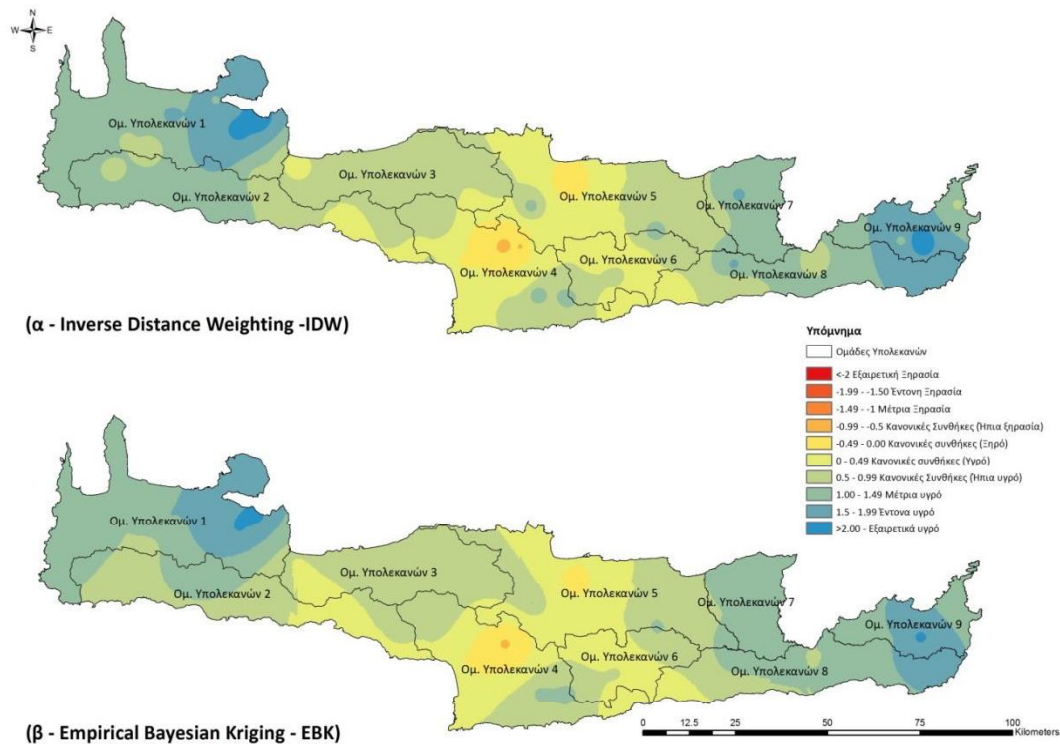 N
W E
S
Ομ. Υπολεκανών 1
Ομ. Υπολεκανών 2
Ομ. Υπολεκανών 3
Ομ. Υπολεκανών 4
Ομ. Υπολεκανών 5
Ομ. Υπολεκανών 6
Ομ. Υπολεκανών 7
Ομ. Υπολεκανών 8
Ομ. Υπολεκανών 9
(α - Inverse Distance Weighting -IDW)
Υπόμνημα
Ομάδες Υπολεκανών
<-2 Εξαιρετική Ξηρασία
-1.99 - -1.50 Έντονη Ξηρασία
-1.49 - -1 Μέτρια Ξηρασία
-0.99 - -0.5 Κανονικές Συνθήκες (Ήπια ξηρασία)
-0.49 - 0.00 Κανονικές συνθήκες (Ξηρό)
0 - 0.49 Κανονικές συνθήκες (Υγρό)
0.5 - 0.99 Κανονικές Συνθήκες (Ήπια υγρό)
1.00 - 1.49 Μέτρια υγρό
1.5 - 1.99 Έντονα υγρό
>2.00 - Εξαιρετικά υγρό
Ομ. Υπολεκανών 1
Ομ. Υπολεκανών 2
Ομ. Υπολεκανών 3
Ομ. Υπολεκανών 4
Ομ. Υπολεκανών 5
Ομ. Υπολεκανών 6
Ομ. Υπολεκανών 7
Ομ. Υπολεκανών 8
Ομ. Υπολεκανών 9
(β - Empirical Bayesian Kriging - EBK)
0 12.5 25 50 75 100
Kilometers